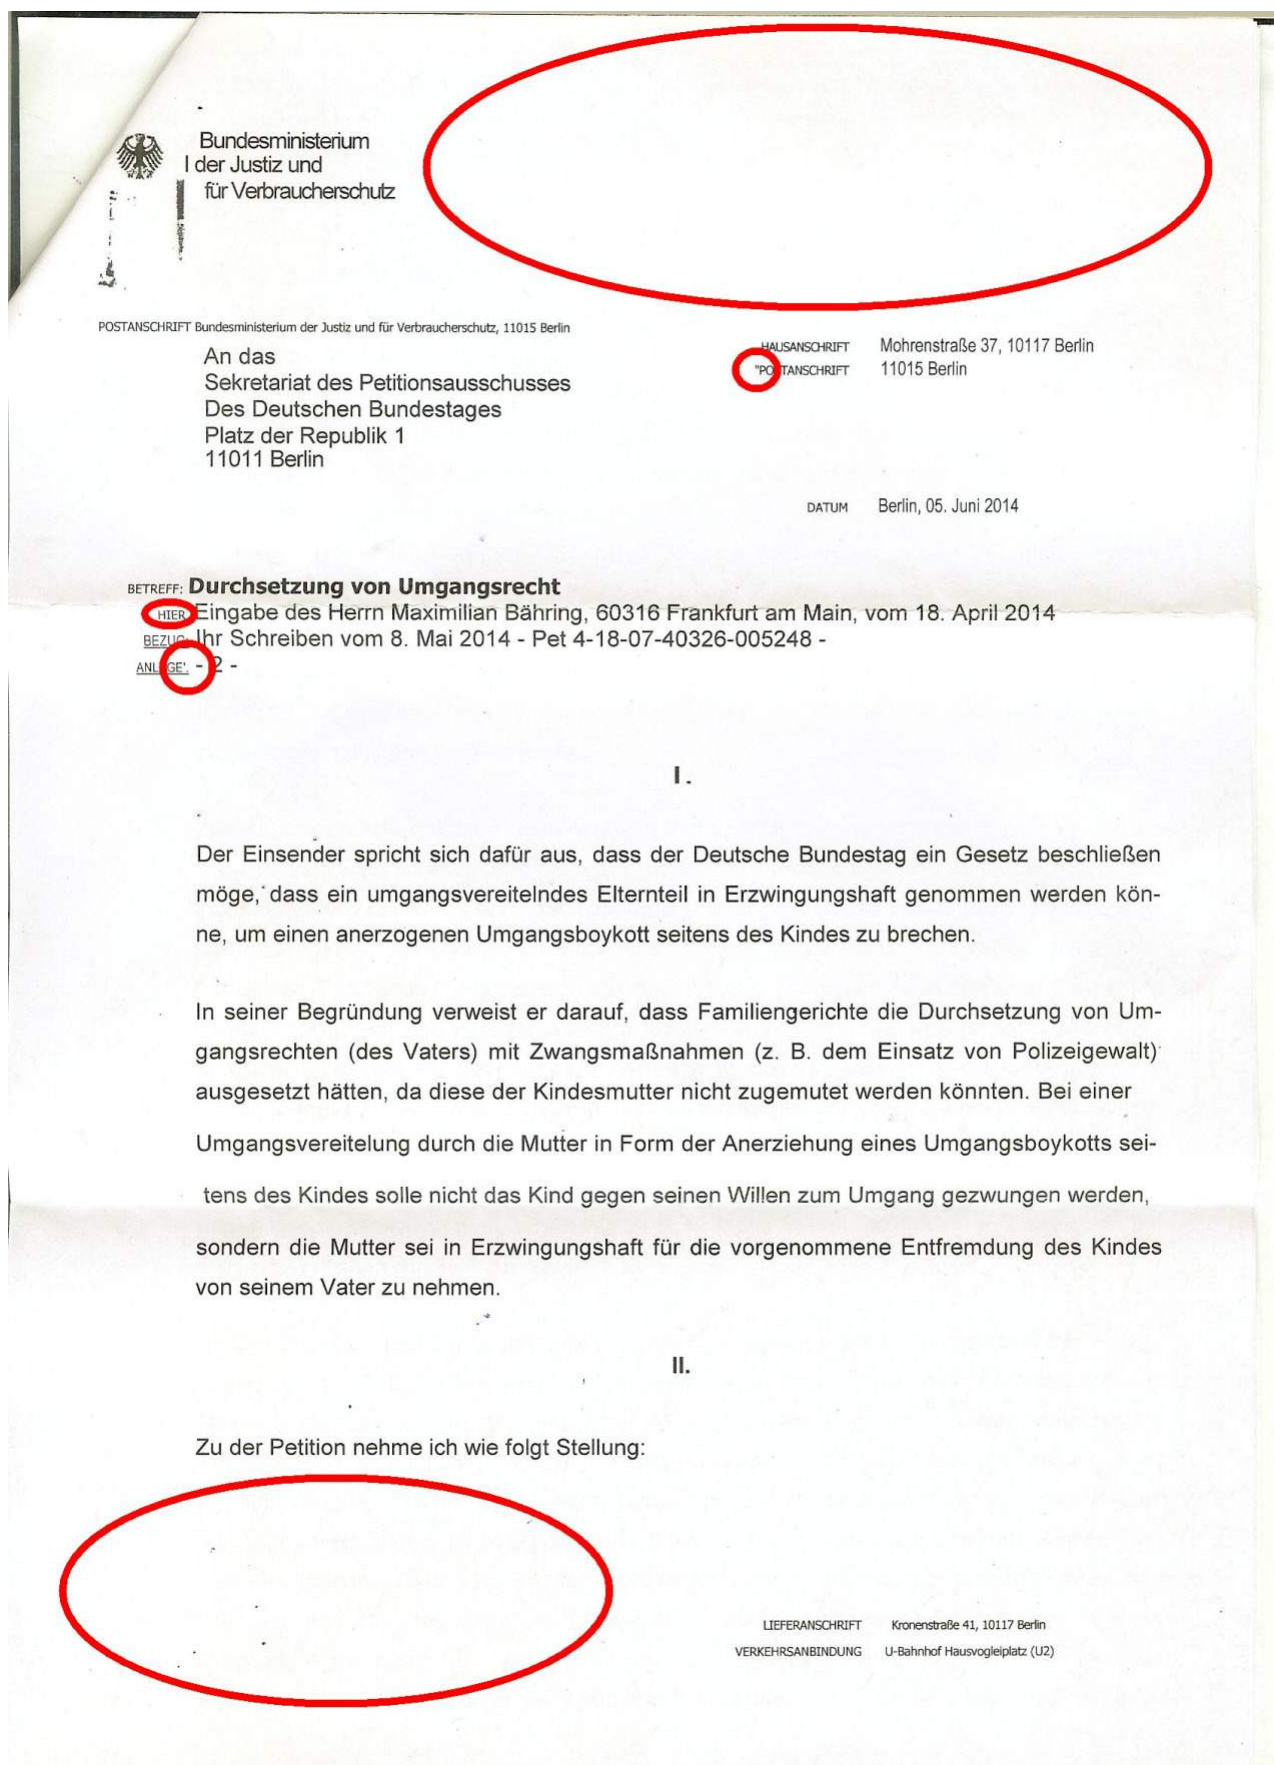 Bundesministerium
I der Justiz und
für Verbraucherschutz
POSTANSCHRIFT Bundesministerium der Justiz und für Verbraucherschutz, 11015 Berlin
An das
Sekretariat des Petitionsausschusses
Des Deutschen Bundestages
Platz der Republik 1
11011 Berlin
HAUSANSCHRIFT Mohrenstraße 37, 10117 Berlin
"POSTANSCHRIFT 11015 Berlin
DATUM Berlin, 05. Juni 2014
BETREFF: Durchsetzung von Umgangsrecht
HIER Eingabe des Herrn Maximilian Bähring, 60316 Frankfurt am Main, vom 18. April 2014
BEZUG: Ihr Schreiben vom 8. Mai 2014 - Pet 4-18-07-40326-005248 -
ANLAGE'. - 2 -
I.
Der Einsender spricht sich dafür aus, dass der Deutsche Bundestag ein Gesetz beschließen
möge, dass ein umgangsvereitelndes Elternteil in Erzwingungshaft genommen werden kön-
ne, um einen anerzogenen Umgangsboykott seitens des Kindes zu brechen.
In seiner Begründung verweist er darauf, dass Familiengerichte die Durchsetzung von Um-
gangsrechten (des Vaters) mit Zwangsmaßnahmen (z. B. dem Einsatz von Polizeigewalt)
ausgesetzt hätten, da diese der Kindesmutter nicht zugemutet werden könnten. Bei einer
Umgangsvereitelung durch die Mutter in Form der Anerziehung eines Umgangsboykotts sei-
tens des Kindes solle nicht das Kind gegen seinen Willen zum Umgang gezwungen werden,
sondern die Mutter sei in Erzwingungshaft für die vorgenommene Entfremdung des Kindes
von seinem Vater zu nehmen.
II.
Zu der Petition nehme ich wie folgt Stellung:
LIEFERANSCHRIFT Kronenstraße 41, 10117 Berlin
VERKEHRSANBINDUNG U-Bahnhof Hausvogleiplatz (U2)